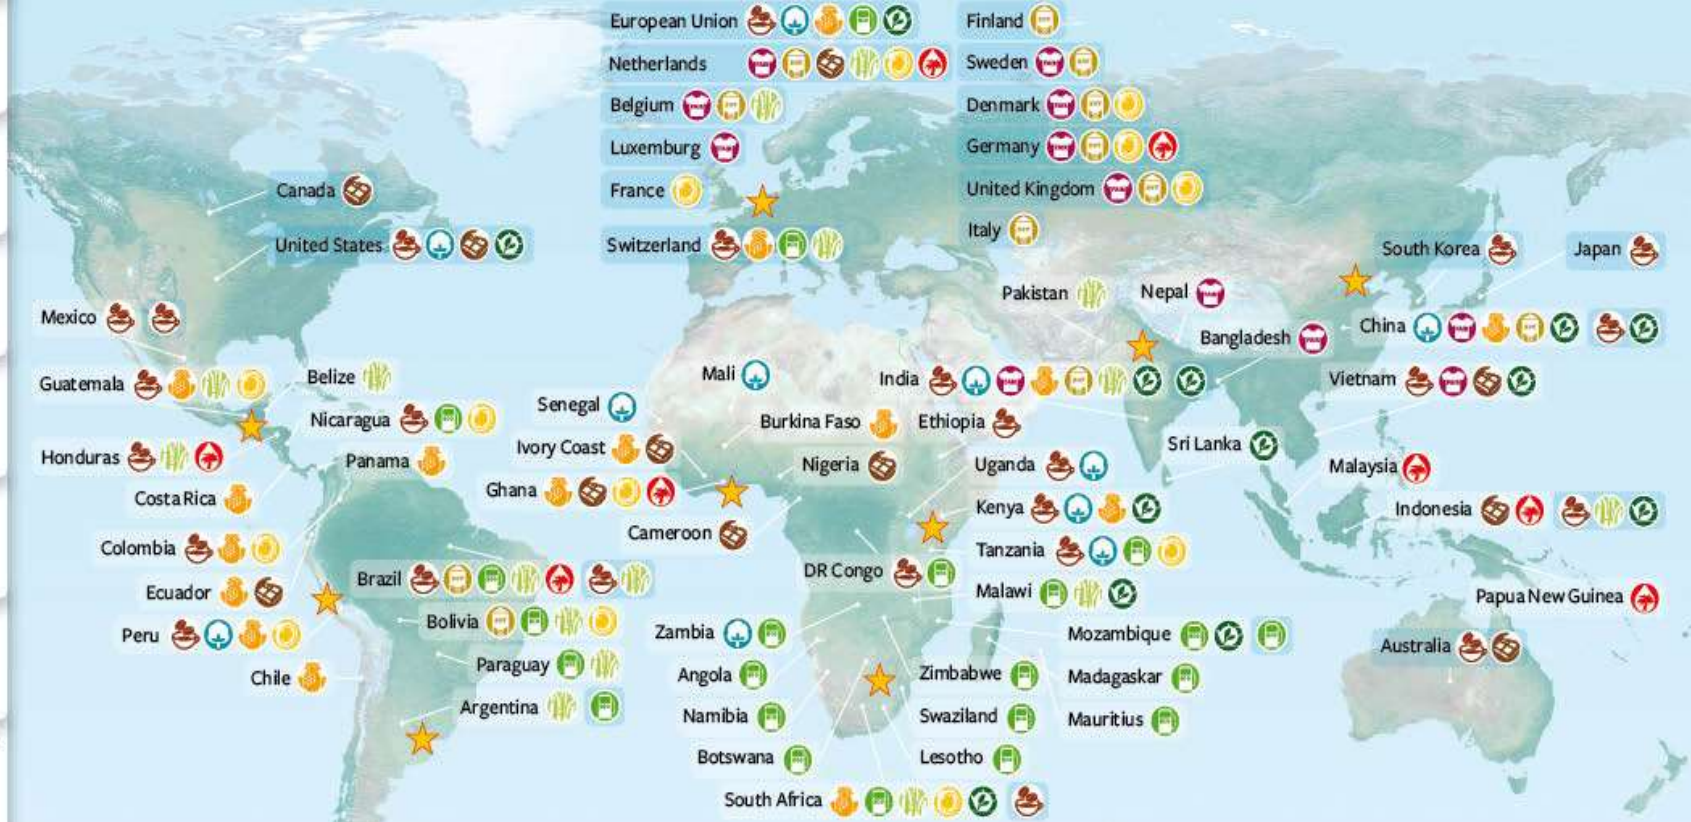 European Union
Finland
Netherlands
Sweden
Belgium
Denmark
Luxemburg
Germany
France
United Kingdom
Canada
Italy
United States
Switzerland
South Korea
Japan
Pakistan
Nepal
Mexico
China
Bangladesh
Guatemala
Belize
Mali
India
Vietnam
Senegal
Nicaragua
Burkina Faso
Ethiopia
Ivory Coast
Sri Lanka
Honduras
Panama
Nigeria
Uganda
Malaysia
Costa Rica
Ghana
Kenya
Indonesia
Cameroon
Colombia
Tanzania
Brazil
DR Congo
Ecuador
Malawi
Papua New Guinea
Bolivia
Peru
Zambia
Mozambique
Australia
Paraguay
Chile
Angola
Zimbabwe
Madagaskar
Argentina
Namibia
Swaziland
Mauritius
Botswana
Lesotho
South Africa